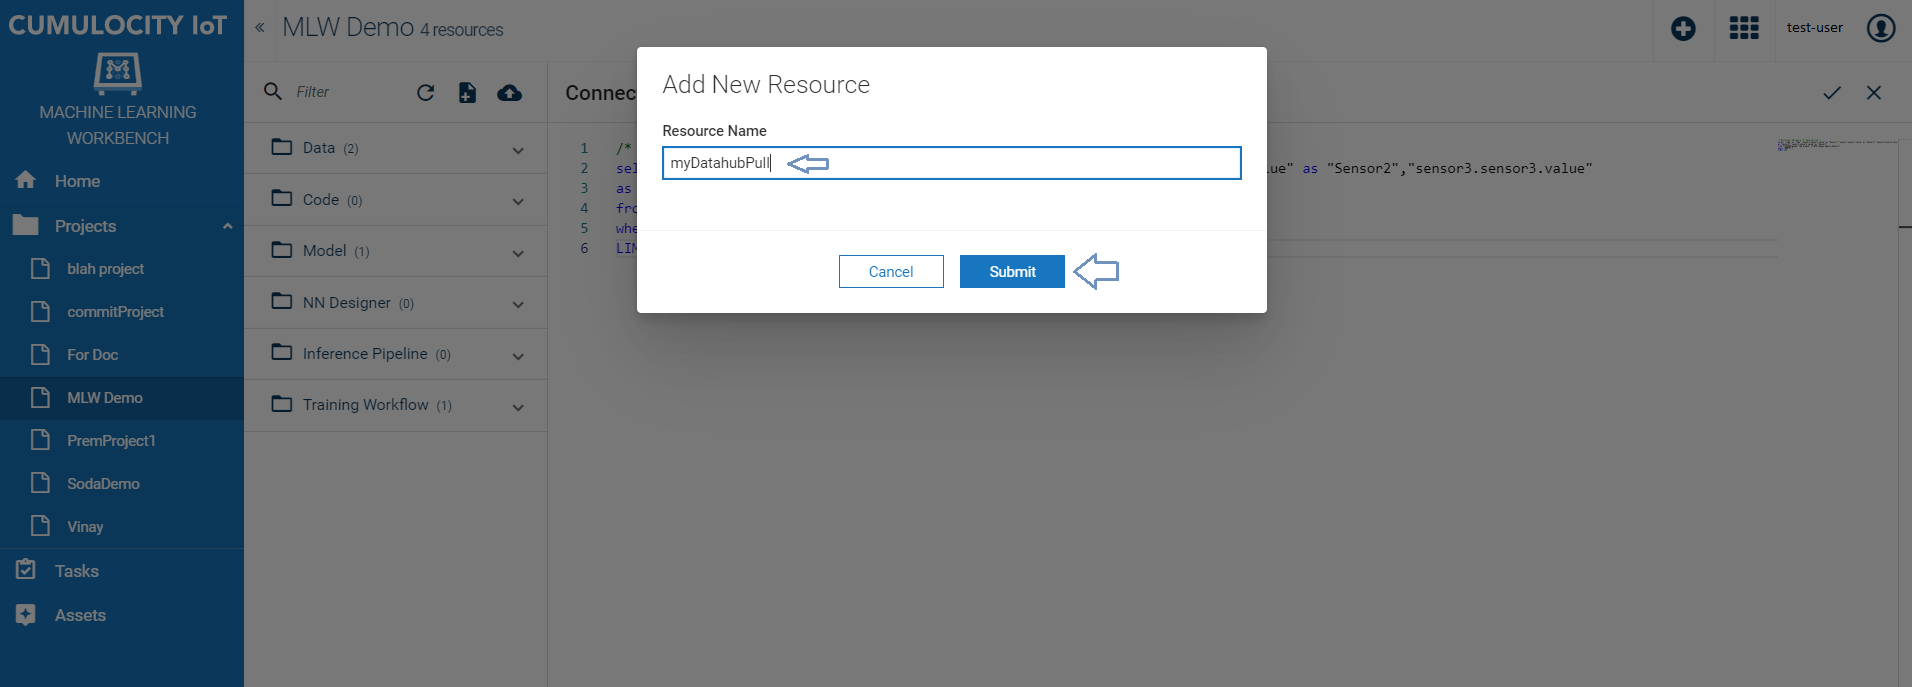 CUMULOCITY IoT
MACHINE LEARNING
WORKBENCH
Home
Projects
blah project
commitProject
For Doc
MLW Demo
PremProject1
SodaDemo
Vinay
Tasks
Assets
MLW Demo 4 resources
test-user
Filter
Data (2)
Code (0)
Model (1)
NN Designer (0)
Inference Pipeline (0)
Training Workflow (1)
Connec
1 /*
2 sel ue" as "Sensor2","sensor3.sensor3.value"
3 as
4 fro
5 whe
6 LIM
Add New Resource
Resource Name
myDatahubPull
Cancel
Submit